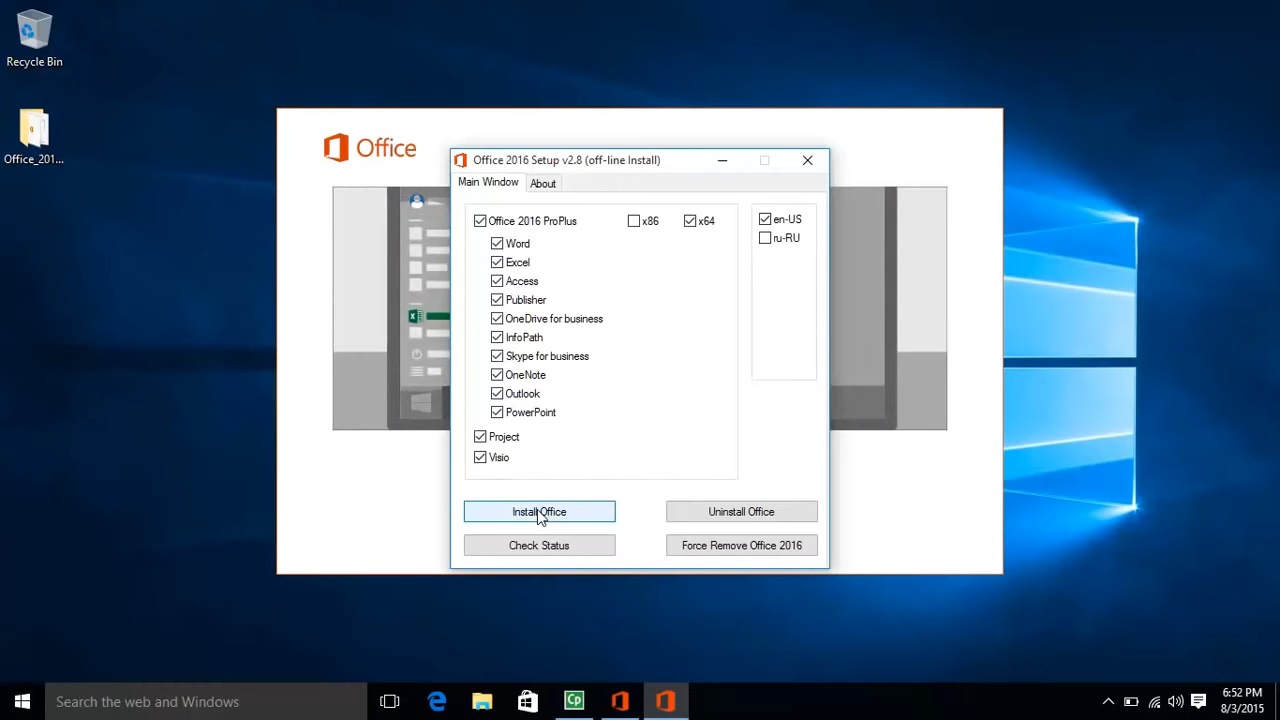 Recycle Bin
Office_201...
Office
Office 2016 Setup v2.8 (off-line Install)
Main Window
About
Office 2016 ProPlus
x86
x64
en-US
ru-RU
Word
Excel
Access
Publisher
OneDrive for business
InfoPath
Skype for business
OneNote
Outlook
PowerPoint
Project
Visio
Install Office
Uninstall Office
Check Status
Force Remove Office 2016
Search the web and Windows
Cp
6:52 PM
8/3/2015